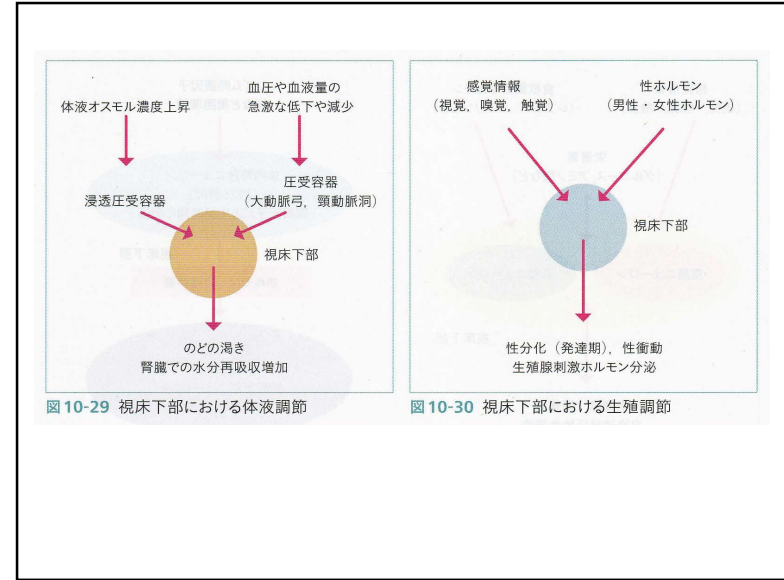 体液オスモル濃度上昇
血圧や血液量の
急激な低下や減少
浸透圧受容器
圧受容器
（大動脈弓，頸動脈洞）
視床下部
のどの渇き
腎臓での水分再吸収増加
図10-29 視床下部における体液調節
感覚情報
（視覚，嗅覚，触覚）
性ホルモン
（男性・女性ホルモン）
視床下部
性分化（発達期），性衝動
生殖腺刺激ホルモン分泌
図10-30 視床下部における生殖調節